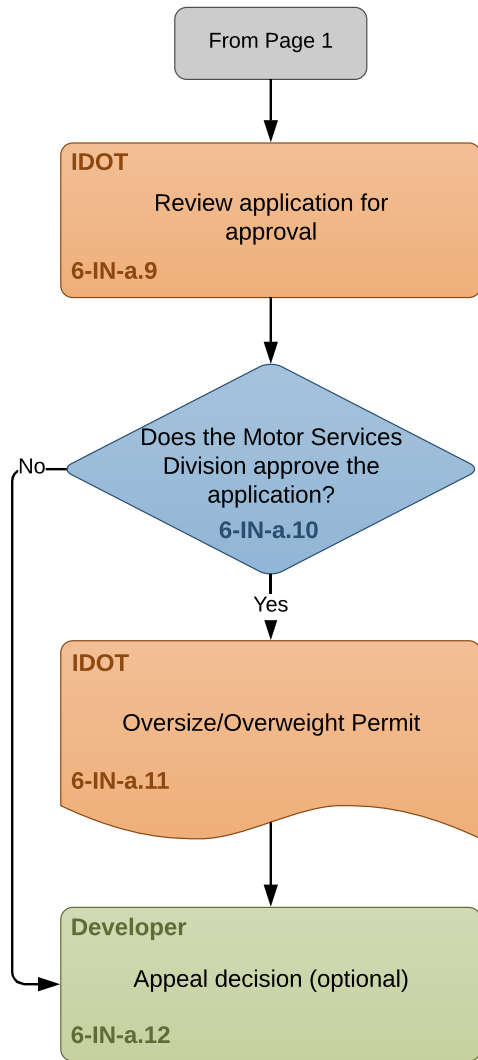 From Page 1
IDOT
Review application for
approval
6-IN-a.9
Does the Motor Services
Division approve the
application?
6-IN-a.10
No
Yes
IDOT
Oversize/Overweight Permit
6-IN-a.11
Developer
Appeal decision (optional)
6-IN-a.12